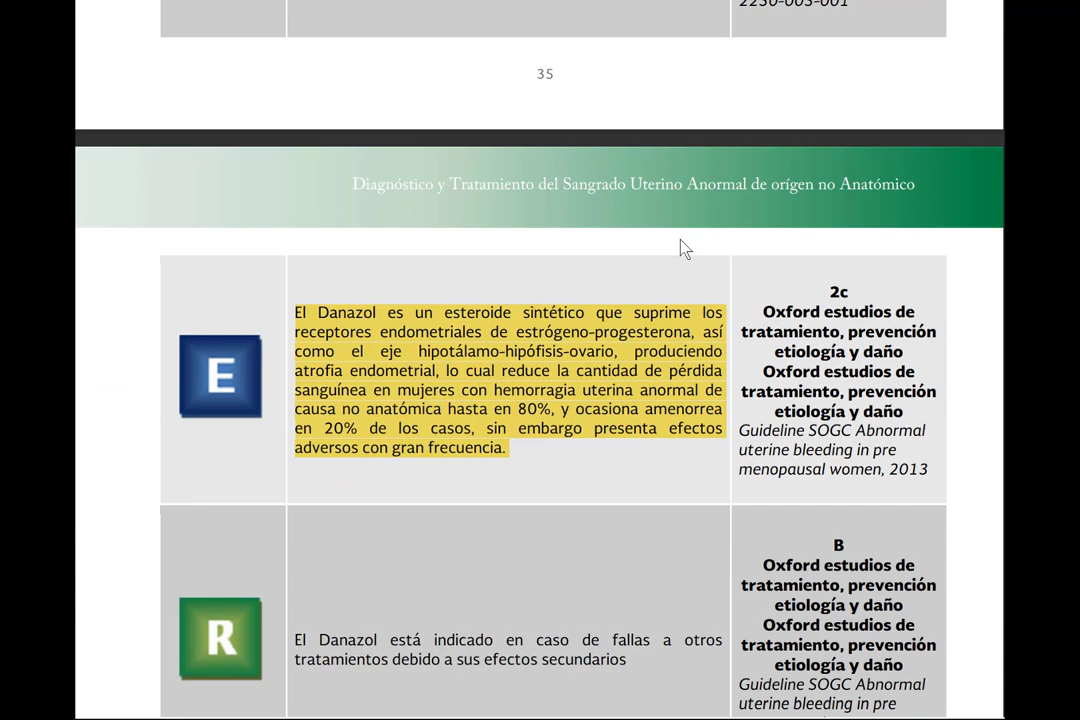 2250-003-001
35
Diagnóstico y Tratamiento del Sangrado Uterino Anormal de orígen no Anatómico
E
El Danazol es un esteroide sintético que suprime los
receptores endometriales de estrógeno-progesterona, así
como el eje hipotálamo-hipófisis-ovario, produciendo
atrofia endometrial, lo cual reduce la cantidad de pérdida
sanguínea en mujeres con hemorragia uterina anormal de
causa no anatómica hasta en 80%, y ocasiona amenorrea
en 20% de los casos, sin embargo presenta efectos
adversos con gran frecuencia.
2c
Oxford estudios de
tratamiento, prevención
etiología y daño
Oxford estudios de
tratamiento, prevención
etiología y daño
Guideline SOGC Abnormal
uterine bleeding in pre
menopausal women, 2013
R
El Danazol está indicado en caso de fallas a otros
tratamientos debido a sus efectos secundarios
B
Oxford estudios de
tratamiento, prevención
etiología y daño
Oxford estudios de
tratamiento, prevención
etiología y daño
Guideline SOGC Abnormal
uterine bleeding in pre